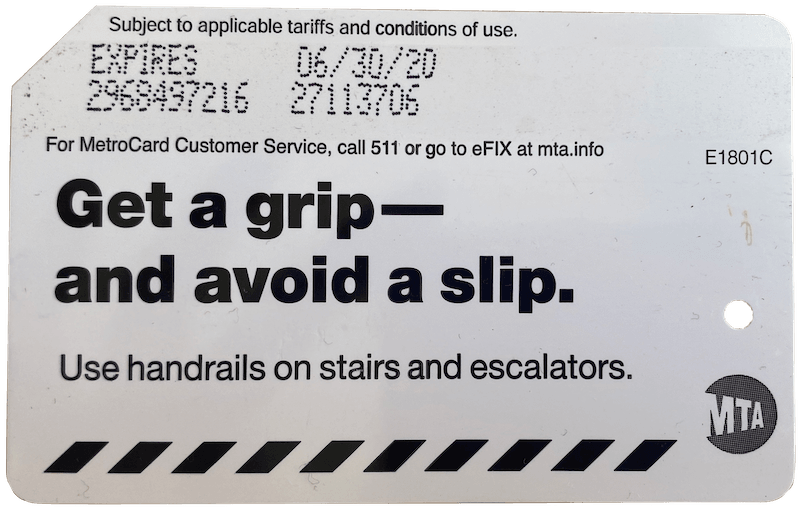 Subject to applicable tariffs and conditions of use.
EXPIRES 06/30/20
2968497216 27113706
For MetroCard Customer Service, call 511 or go to eFIX at mta.info
E1801C
Get a grip—
and avoid a slip.
Use handrails on stairs and escalators.
MTA